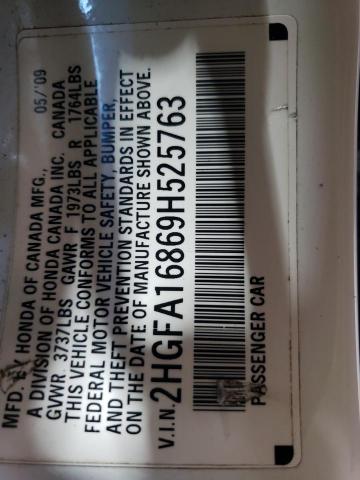 MFD. BY HONDA OF CANADA MFG., 05/'09
A DIVISION OF HONDA CANADA INC. CANADA
GVWR 3737LBS GAWR F 1973LBS R 1764LBS
THIS VEHICLE CONFORMS TO ALL APPLICABLE
FEDERAL MOTOR VEHICLE SAFETY, BUMPER,
AND THEFT PREVENTION STANDARDS IN EFFECT
ON THE DATE OF MANUFACTURE SHOWN ABOVE.
V.I.N. 2HGFA16869H525763
PASSENGER CAR